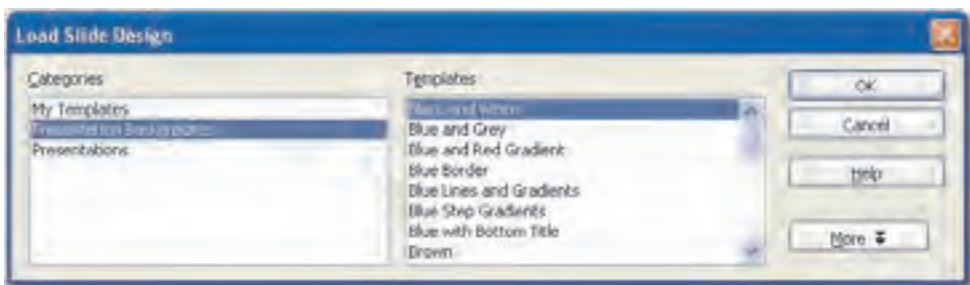 Load Slide Design
Categories
My Templates
Presentation Backgrounds
Presentations
Templates
Black and White
Blue and Grey
Blue and Red Gradient
Blue Border
Blue Lines and Gradients
Blue Step Gradients
Blue with Bottom Title
Brown
OK
Cancel
Help
More